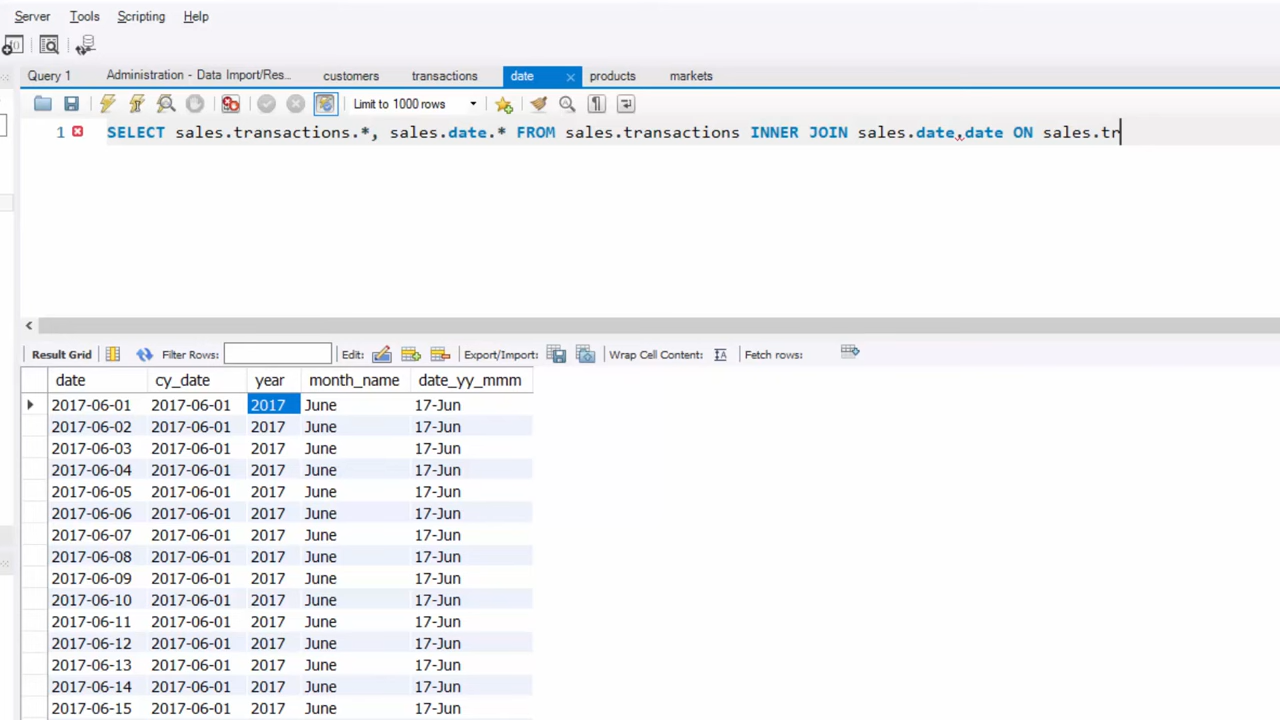 Server Tools Scripting Help
Query 1 Administration - Data Import/Res... customers transactions date products markets
Limit to 1000 rows
1 SELECT sales.transactions.*, sales.date.* FROM sales.transactions INNER JOIN sales.date,date ON sales.tr
Result Grid Filter Rows: Edit: Export/Import: Wrap Cell Content: Fetch rows:
date cy_date year month_name date_yy_mmm
2017-06-01 2017-06-01 2017 June 17-Jun
2017-06-02 2017-06-01 2017 June 17-Jun
2017-06-03 2017-06-01 2017 June 17-Jun
2017-06-04 2017-06-01 2017 June 17-Jun
2017-06-05 2017-06-01 2017 June 17-Jun
2017-06-06 2017-06-01 2017 June 17-Jun
2017-06-07 2017-06-01 2017 June 17-Jun
2017-06-08 2017-06-01 2017 June 17-Jun
2017-06-09 2017-06-01 2017 June 17-Jun
2017-06-10 2017-06-01 2017 June 17-Jun
2017-06-11 2017-06-01 2017 June 17-Jun
2017-06-12 2017-06-01 2017 June 17-Jun
2017-06-13 2017-06-01 2017 June 17-Jun
2017-06-14 2017-06-01 2017 June 17-Jun
2017-06-15 2017-06-01 2017 June 17-Jun